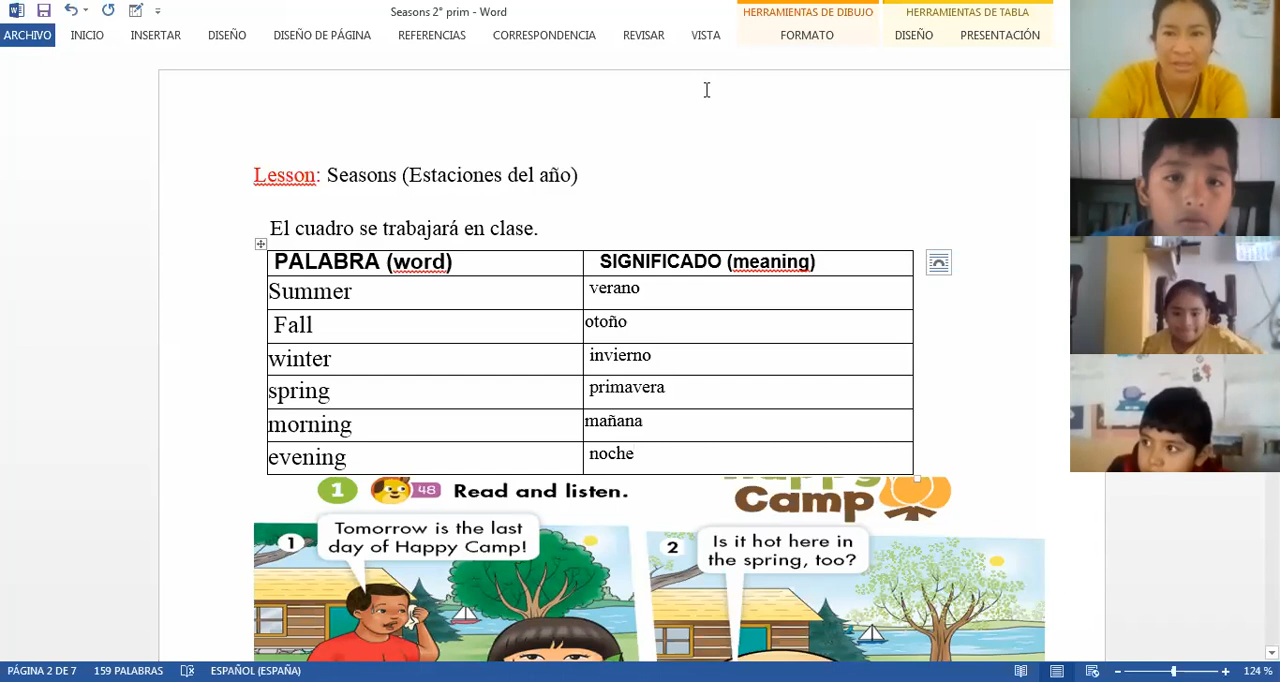 Seasons 2° prim - Word
HERRAMIENTAS DE DIBUJO
HERRAMIENTAS DE TABLA
ARCHIVO INICIO INSERTAR DISEÑO DISEÑO DE PÁGINA REFERENCIAS CORRESPONDENCIA REVISAR VISTA FORMATO DISEÑO PRESENTACIÓN
Lesson: Seasons (Estaciones del año)
El cuadro se trabajará en clase.
PALABRA (word) SIGNIFICADO (meaning)
Summer verano
Fall otoño
winter invierno
spring primavera
morning mañana
evening noche
1 48 Read and listen.
Happy
Camp
1 Tomorrow is the last
day of Happy Camp!
2 Is it hot here in
the spring, too?
PÁGINA 2 DE 7 159 PALABRAS ESPAÑOL (ESPAÑA) 124 %